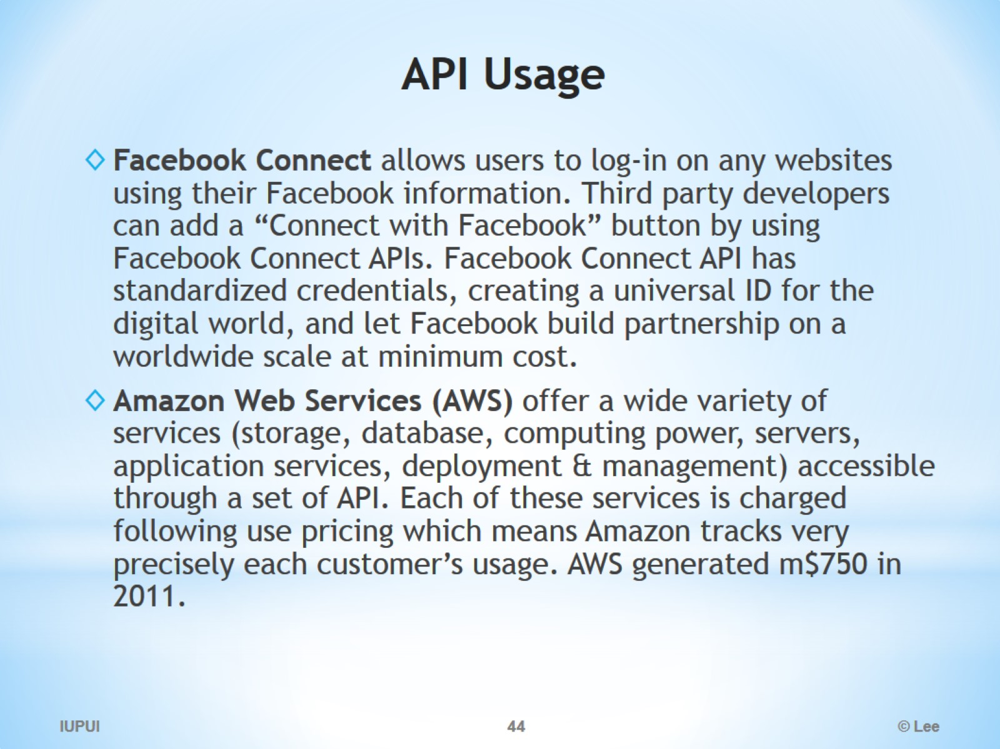 API Usage
Facebook Connect allows users to log-in on any websites
using their Facebook information. Third party developers
can add a “Connect with Facebook” button by using
Facebook Connect APIs. Facebook Connect API has
standardized credentials, creating a universal ID for the
digital world, and let Facebook build partnership on a
worldwide scale at minimum cost.
Amazon Web Services (AWS) offer a wide variety of
services (storage, database, computing power, servers,
application services, deployment & management) accessible
through a set of API. Each of these services is charged
following use pricing which means Amazon tracks very
precisely each customer’s usage. AWS generated m$750 in
2011.
IUPUI
44
© Lee